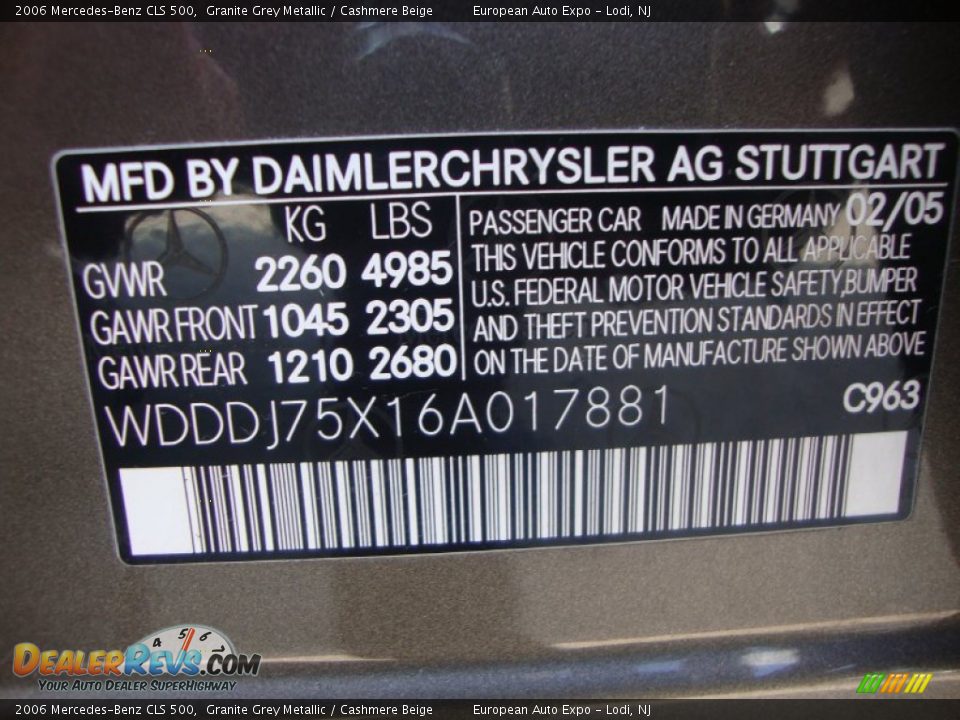 2006 Mercedes-Benz CLS 500, Granite Grey Metallic / Cashmere Beige European Auto Expo - Lodi, NJ
MFD BY DAIMLERCHRYSLER AG STUTTGART
KG LBS
GVWR 2260 4985
GAWR FRONT 1045 2305
GAWR REAR 1210 2680
PASSENGER CAR MADE IN GERMANY 02/05
THIS VEHICLE CONFORMS TO ALL APPLICABLE
U.S. FEDERAL MOTOR VEHICLE SAFETY,BUMPER
AND THEFT PREVENTION STANDARDS IN EFFECT
ON THE DATE OF MANUFACTURE SHOWN ABOVE
WDDDJ75X16A017881 C963
4 5 6
DEALERREVS.COM
YOUR AUTO DEALER SUPERHIGHWAY
2006 Mercedes-Benz CLS 500, Granite Grey Metallic / Cashmere Beige European Auto Expo - Lodi, NJ